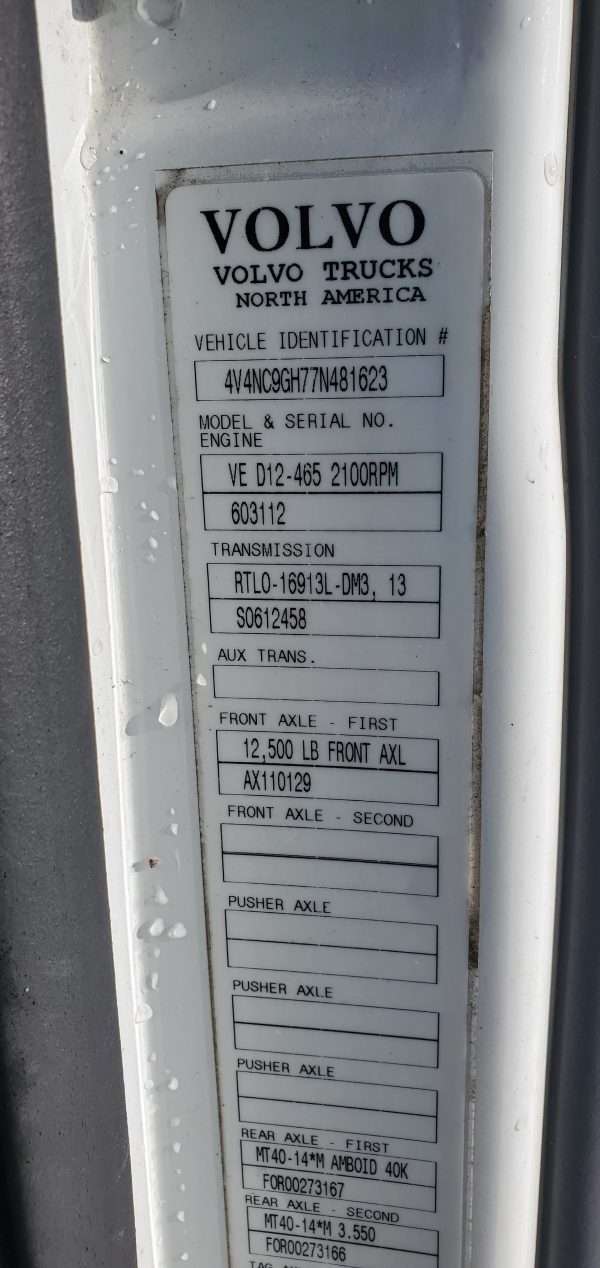 VOLVO
VOLVO TRUCKS
NORTH AMERICA
VEHICLE IDENTIFICATION #
4V4NC9GH77N481623
MODEL & SERIAL NO.
ENGINE
VE D12-465 2100RPM
603112
TRANSMISSION
RTLO-16913L-DM3, 13
S0612458
AUX TRANS.
FRONT AXLE - FIRST
12,500 LB FRONT AXL
AX110129
FRONT AXLE - SECOND
PUSHER AXLE
PUSHER AXLE
PUSHER AXLE
REAR AXLE - FIRST
MT40-14*M AMBOID 40K
FOR00273167
REAR AXLE - SECOND
MT40-14*M 3.550
FOR00273166
TAG